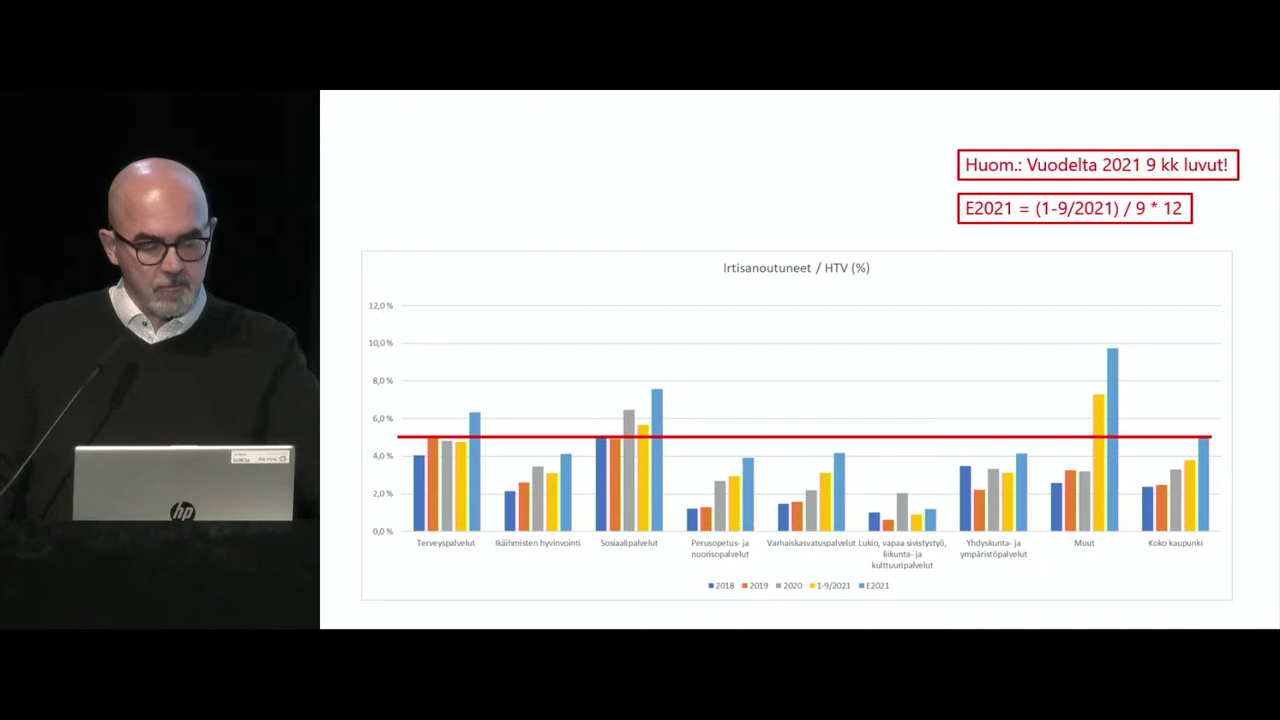 Huom.: Vuodelta 2021 9 kk luvut!
E2021 = (1-9/2021) / 9 * 12
Irtisanoutuneet / HTV (%)
12,0 %
10,0 %
8,0 %
6,0 %
4,0 %
2,0 %
0,0 %
Terveyspalvelut
Ikäihmisten hyvinvointi
Sosiaalipalvelut
Perusopetus- ja
nuorisopalvelut
Varhaiskasvatuspalvelut
Lukio, vapaa sivistystyö,
liikunta- ja
kulttuuripalvelut
Yhdyskunta- ja
ympäristöpalvelut
Muut
Koko kaupunki
2018 2019 2020 1-9/2021 E2021
hp